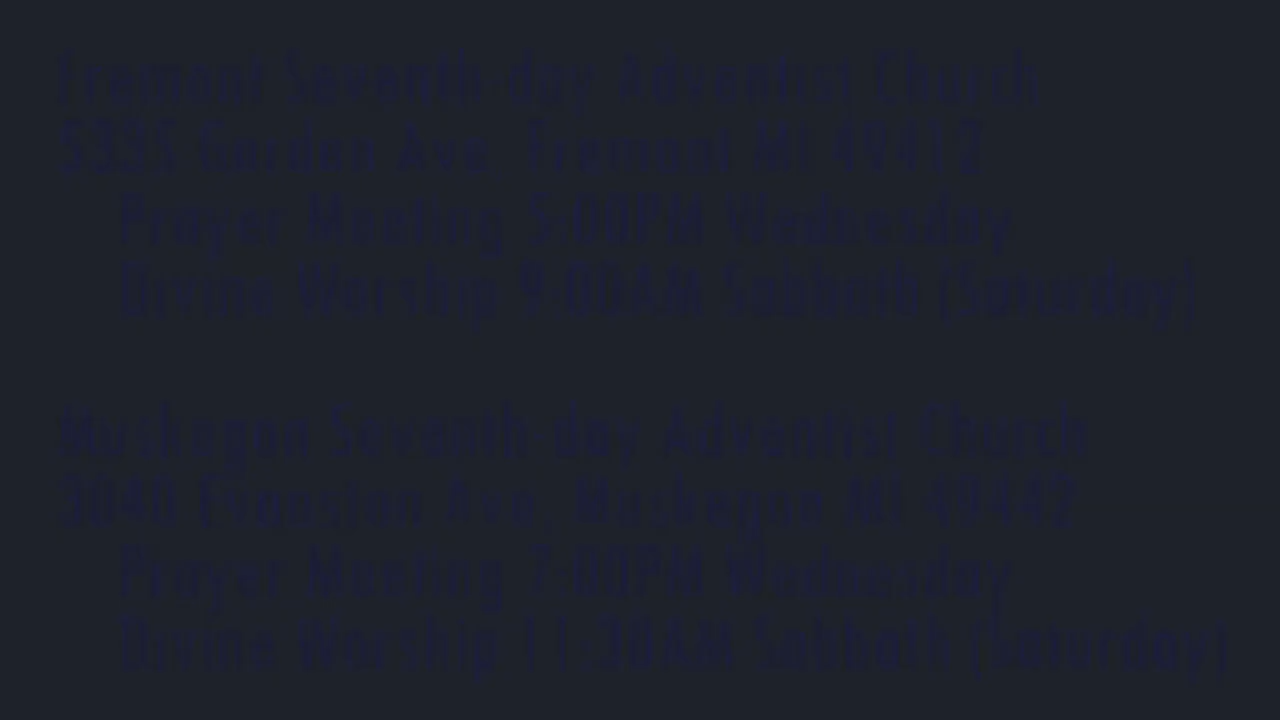 Fremont Seventh-day Adventist Church
5335 Garden Ave. Fremont MI 49412
Prayer Meeting 5:00PM Wednesday
Divine Worship 9:00AM Sabbath (Saturday)
Muskegon Seventh-day Adventist Church
3040 Evanston Ave. Muskegon MI 49442
Prayer Meeting 7:00PM Wednesday
Divine Worship 11:30AM Sabbath (Saturday)